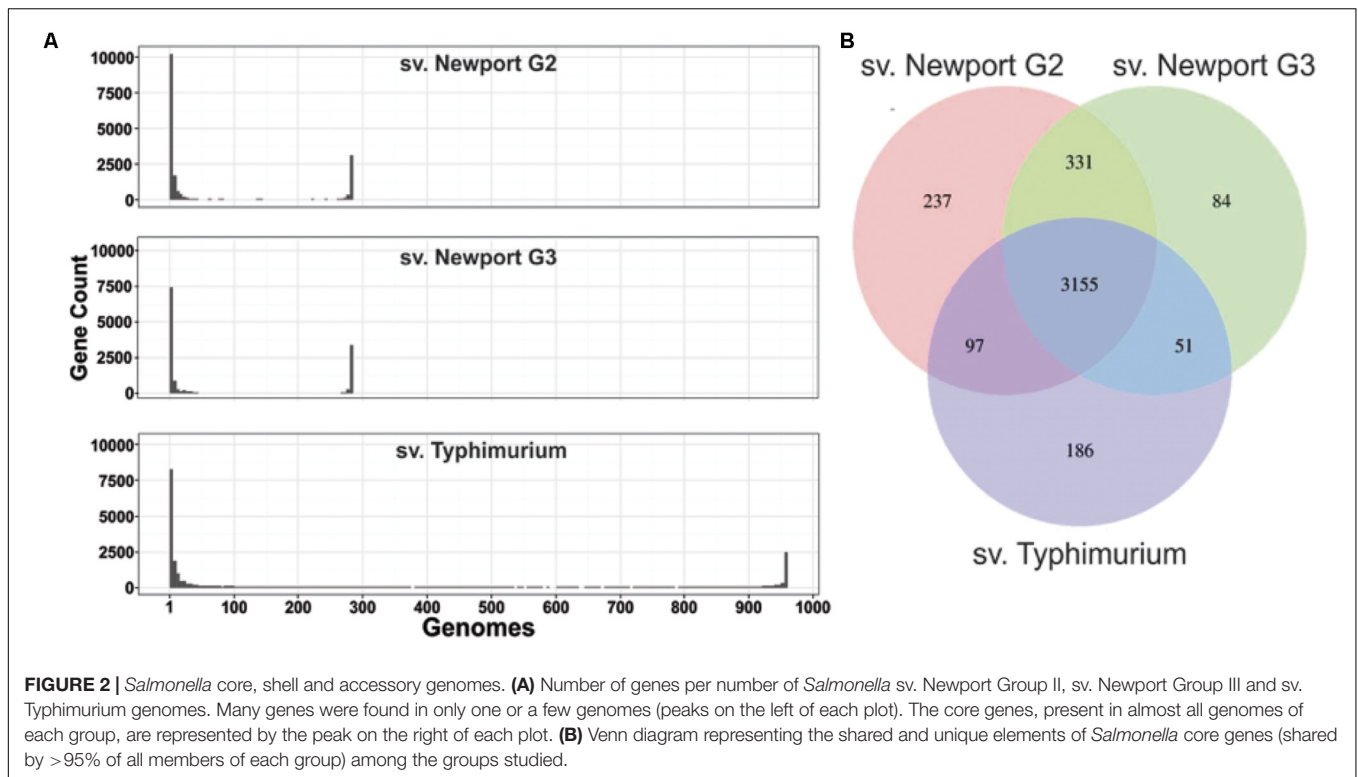 A
sv. Newport G2
10000
7500
5000
2500
0
sv. Newport G3
10000
7500
5000
2500
0
Gene Count
sv. Typhimurium
10000
7500
5000
2500
0
1 100 200 300 400 500 600 700 800 900 1000
Genomes
B
sv. Newport G2 sv. Newport G3
331
237 84
3155
97 51
186
sv. Typhimurium
FIGURE 2 | Salmonella core, shell and accessory genomes. (A) Number of genes per number of Salmonella sv. Newport Group II, sv. Newport Group III and sv.
Typhimurium genomes. Many genes were found in only one or a few genomes (peaks on the left of each plot). The core genes, present in almost all genomes of
each group, are represented by the peak on the right of each plot. (B) Venn diagram representing the shared and unique elements of Salmonella core genes (shared
by >95% of all members of each group) among the groups studied.